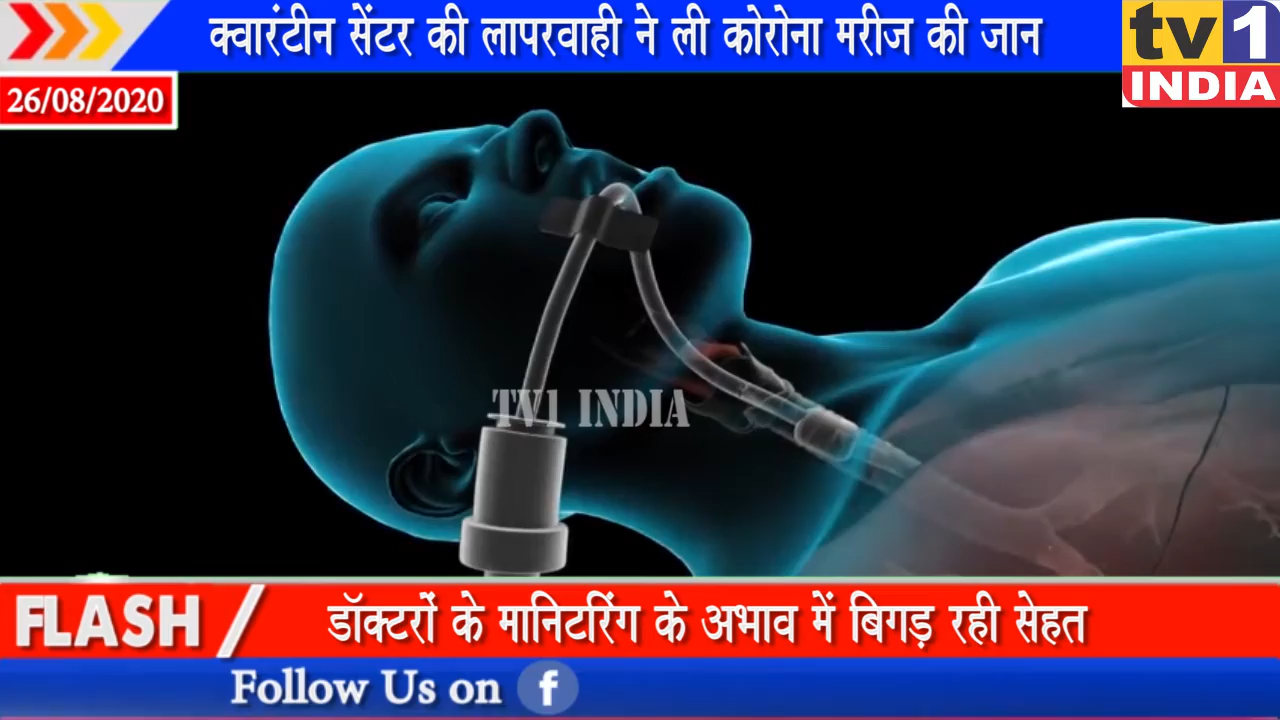 क्वारंटीन सेंटर की लापरवाही ने ली कोरोना मरीज की जान
tv1
INDIA
26/08/2020
TV1 INDIA
FLASH/
डॉक्टरों के मानिटरिंग के अभाव में बिगड़ रही सेहत
Follow Us on f